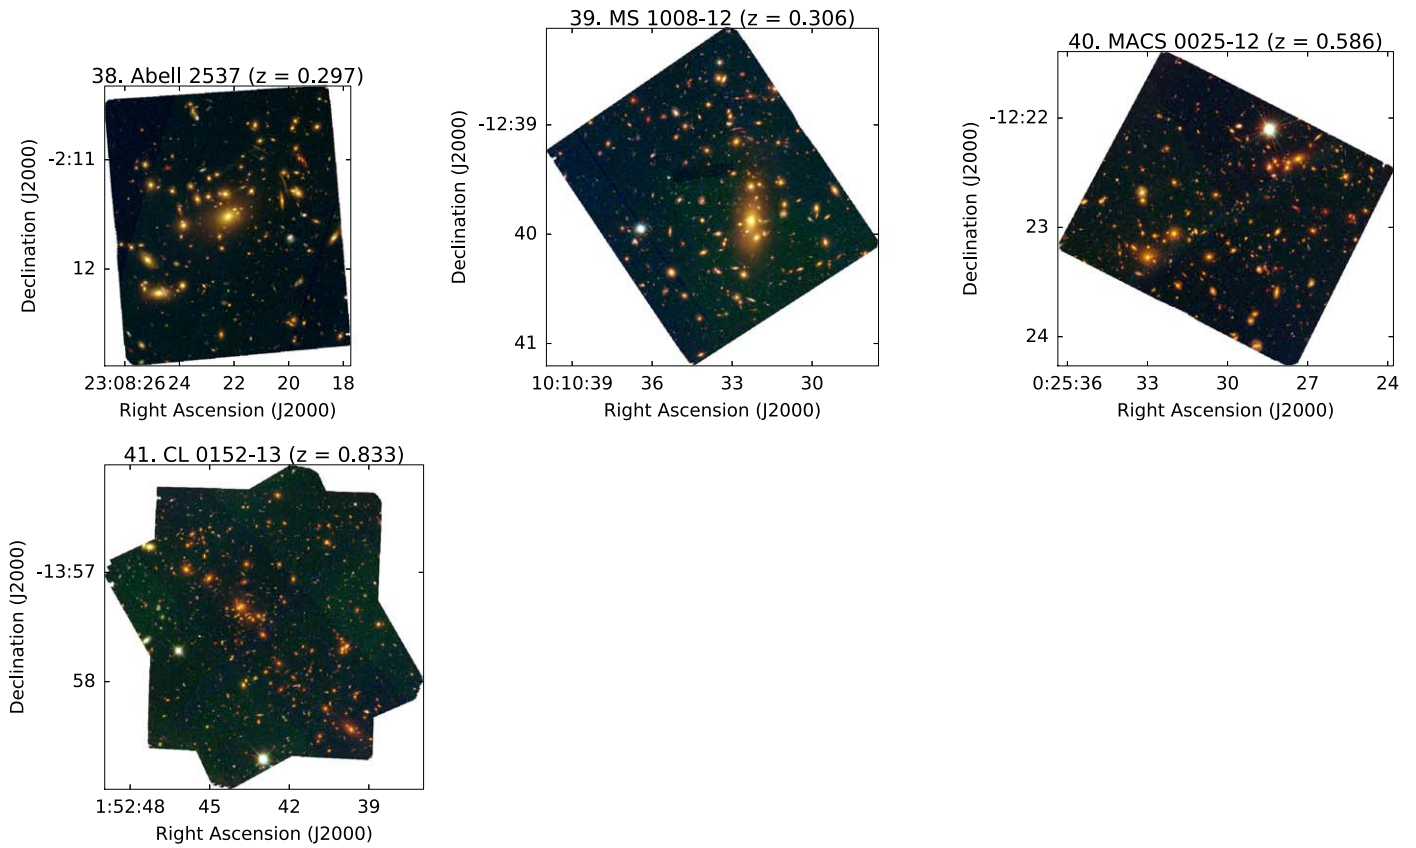 38. Abell 2537 (z = 0.297)
Declination (J2000)
-2:11
12
23:08:26 24 22 20 18
Right Ascension (J2000)
39. MS 1008-12 (z = 0.306)
Declination (J2000)
-12:39
40
41
10:10:39 36 33 30
Right Ascension (J2000)
40. MACS 0025-12 (z = 0.586)
Declination (J2000)
-12:22
23
24
0:25:36 33 30 27 24
Right Ascension (J2000)
41. CL 0152-13 (z = 0.833)
Declination (J2000)
-13:57
58
1:52:48 45 42 39
Right Ascension (J2000)